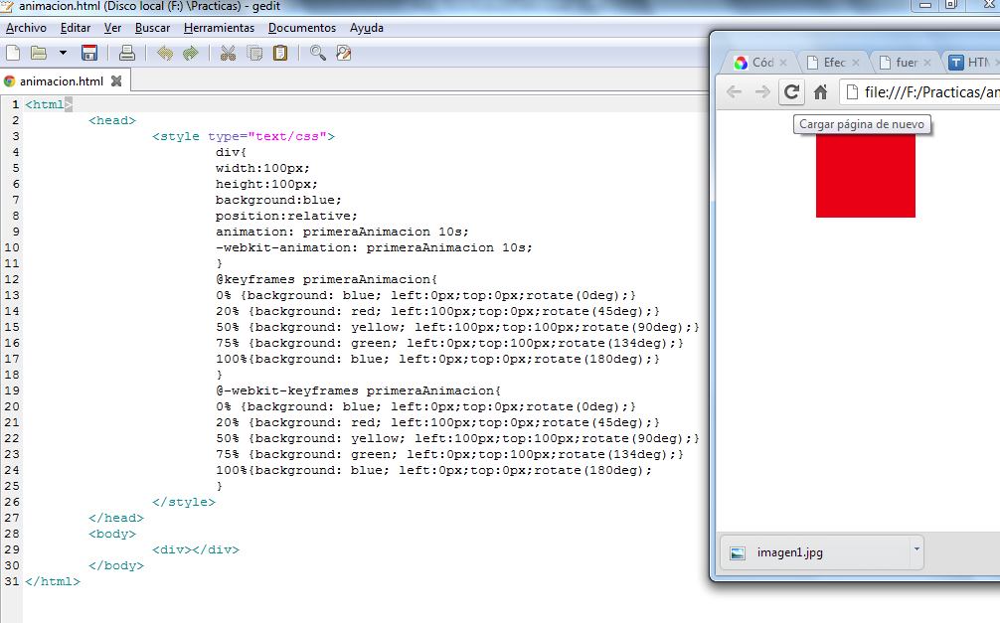 animacion.html (Disco local (F:) \Practicas) - gedit
Archivo Editar Ver Buscar Herramientas Documentos Ayuda
animacion.html
1 <html>
2 <head>
3 <style type="text/css">
4 div{
5 width:100px;
6 height:100px;
7 background:blue;
8 position:relative;
9 animation: primeraAnimacion 10s;
10 -webkit-animation: primeraAnimacion 10s;
11 }
12 @keyframes primeraAnimacion{
13 0% {background: blue; left:0px;top:0px;rotate(0deg);}
14 20% {background: red; left:100px;top:0px;rotate(45deg);}
15 50% {background: yellow; left:100px;top:100px;rotate(90deg);}
16 75% {background: green; left:0px;top:100px;rotate(134deg);}
17 100%{background: blue; left:0px;top:0px;rotate(180deg);}
18 }
19 @-webkit-keyframes primeraAnimacion{
20 0% {background: blue; left:0px;top:0px;rotate(0deg);}
21 20% {background: red; left:100px;top:0px;rotate(45deg);}
22 50% {background: yellow; left:100px;top:100px;rotate(90deg);}
23 75% {background: green; left:0px;top:100px;rotate(134deg);}
24 100%{background: blue; left:0px;top:0px;rotate(180deg);
25 }
26 </style>
27 </head>
28 <body>
29 <div></div>
30 </body>
31 </html>
Cód Efec fuer T HTM
file:///F:/Practicas/an
Cargar página de nuevo
imagen1.jpg